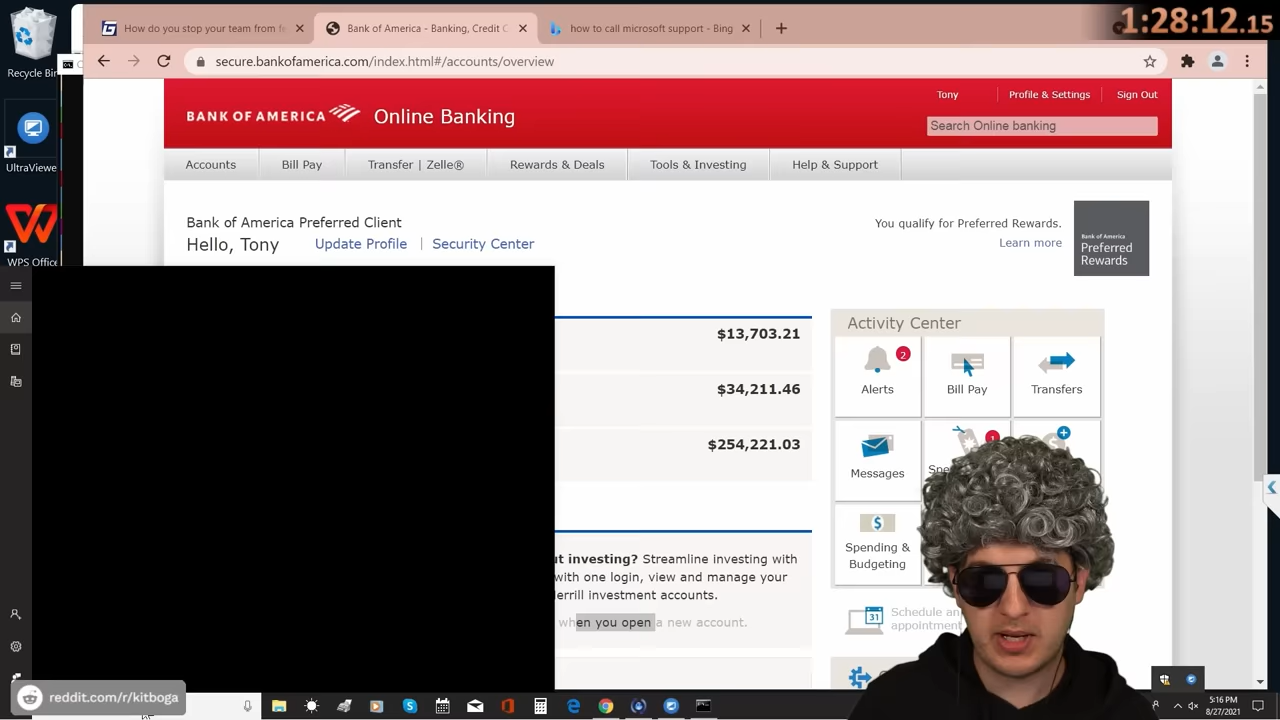 1:28:12.15
How do you stop your team from
Bank of America - Banking, Credit C
how to call microsoft support - Bing
Recycle Bin
secure.bankofamerica.com/index.html#/accounts/overview
Tony
Profile & Settings
Sign Out
BANK OF AMERICA
Online Banking
Search Online banking
UltraViewer
Accounts
Bill Pay
Transfer | Zelle®
Rewards & Deals
Tools & Investing
Help & Support
Bank of America Preferred Client
Hello, Tony
Update Profile
Security Center
You qualify for Preferred Rewards.
Learn more
Bank of America
Preferred
Rewards
WPS Office
$13,703.21
$34,211.46
$254,221.03
Activity Center
2
Alerts
Bill Pay
Transfers
Messages
1
Spending &
Budgeting
31
Schedule an
appointment
investing? Streamline investing with
with one login, view and manage your
investment accounts.
when you open a new account.
reddit.com/r/kitboga
5:16 PM
8/27/2021